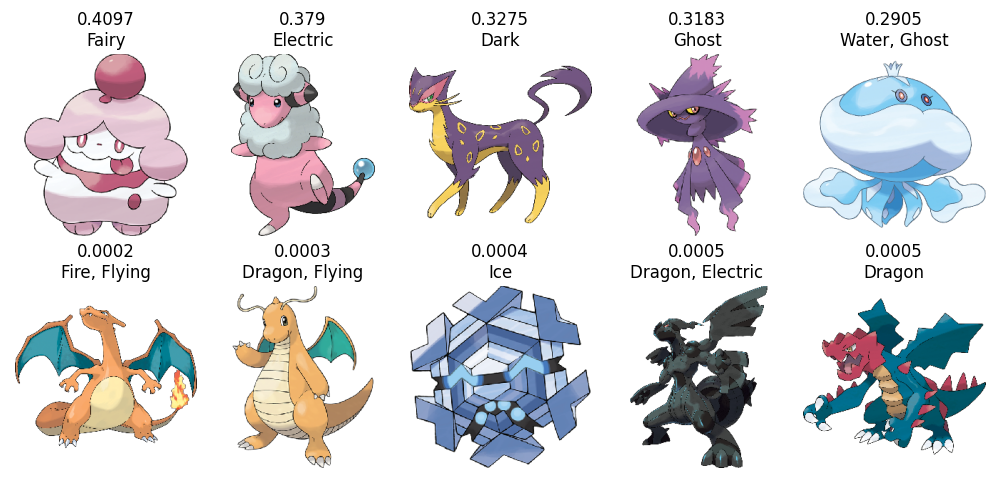 0.4097
Fairy
0.379
Electric
0.3275
Dark
0.3183
Ghost
0.2905
Water, Ghost
0.0002
Fire, Flying
0.0003
Dragon, Flying
0.0004
Ice
0.0005
Dragon, Electric
0.0005
Dragon